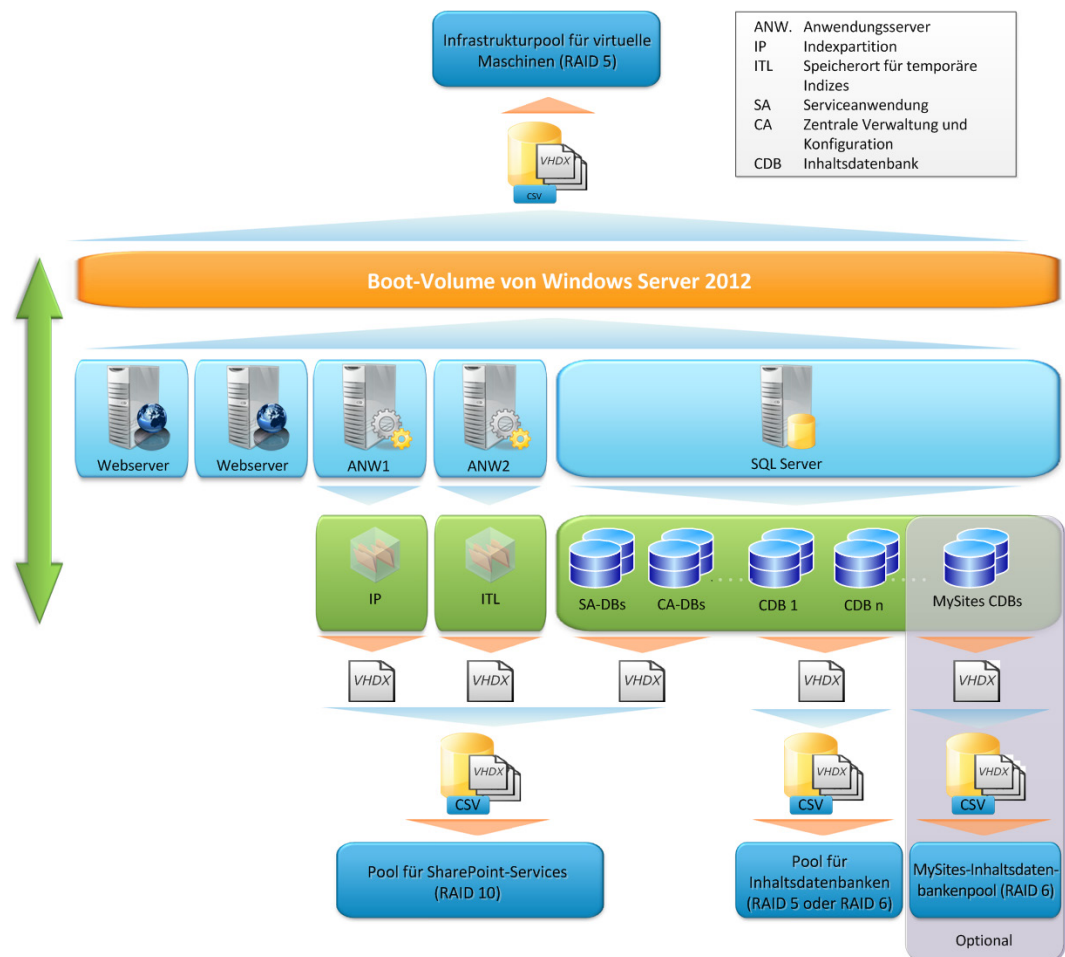 Infrastrukturpool für virtuelle
Maschinen (RAID 5)
ANW. Anwendungsserver
IP Indexpartition
ITL Speicherort für temporäre
Indizes
SA Serviceanwendung
CA Zentrale Verwaltung und
Konfiguration
CDB Inhaltsdatenbank
VHDX
CSV
Boot-Volume von Windows Server 2012
Webserver
Webserver
ANW1
ANW2
SQL Server
IP
ITL
SA-DBs
CA-DBs
CDB 1
CDB n
MySites CDBs
VHDX
VHDX
VHDX
VHDX
VHDX
VHDX
CSV
VHDX
CSV
VHDX
CSV
Pool für SharePoint-Services
(RAID 10)
Pool für
Inhaltsdatenbanken
(RAID 5 oder RAID 6)
MySites-Inhaltsdaten-
bankenpool (RAID 6)
Optional